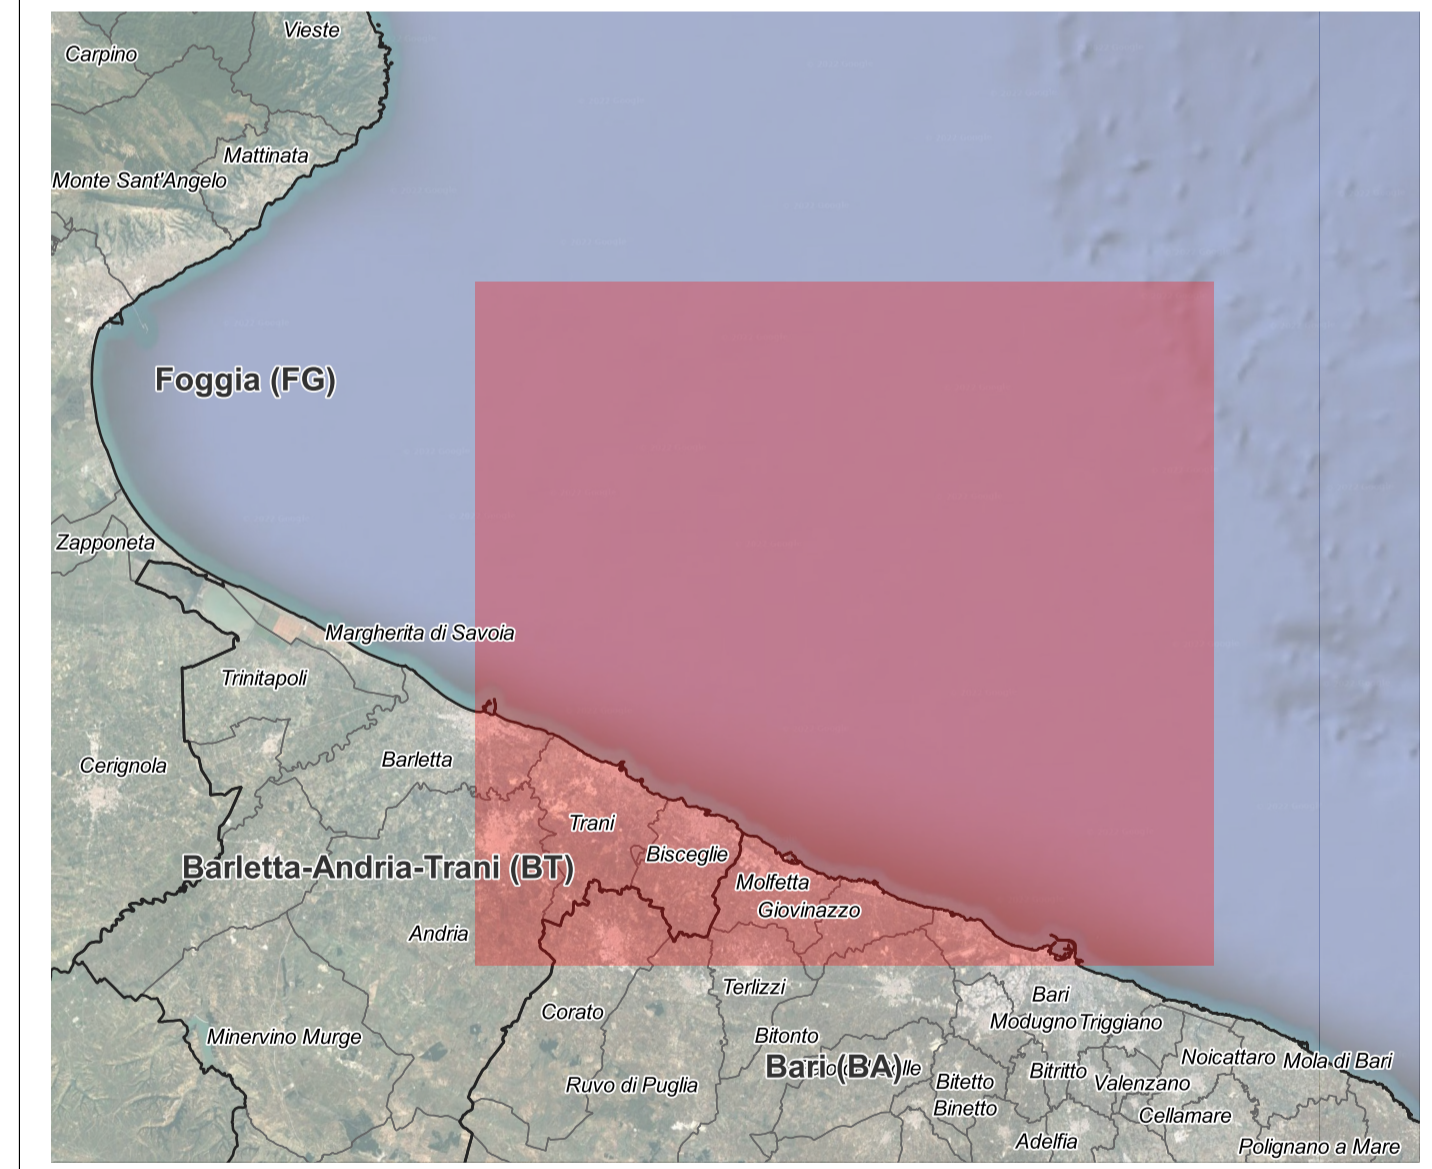 Vieste
Carpino
Mattinata
Monte Sant'Angelo
Foggia (FG)
Zapponeta
Margherita di Savoia
Trinitapoli
Barletta
Cerignola
Trani
Bisceglie
Barletta-Andria-Trani (BT)
Molfetta
Giovinazzo
Andria
Terlizzi
Bari
Corato
Modugno Triggiano
Bitonto
Minervino Murge
Noicattaro Mola di Bari
Bari (BA)
Bitritto
Bitetto
Valenzano
Ruvo di Puglia
Binetto
Cellamare
Adelfia
Polignano a Mare